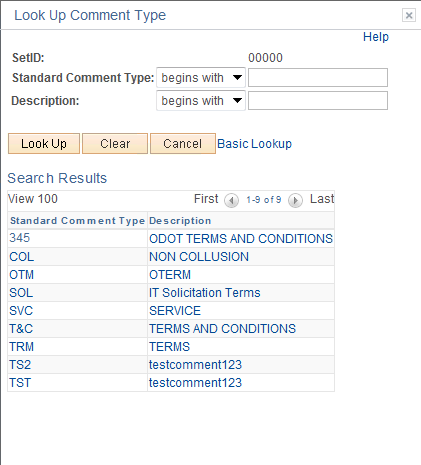 Look Up Comment Type
Help
SetID: 00000
Standard Comment Type: begins with
Description: begins with
Look Up Clear Cancel Basic Lookup
Search Results
View 100 First 1-9 of 9 Last
Standard Comment Type Description
345 ODOT TERMS AND CONDITIONS
COL NON COLLUSION
OTM OTERM
SOL IT Solicitation Terms
SVC SERVICE
T&C TERMS AND CONDITIONS
TRM TERMS
TS2 testcomment123
TST testcomment123